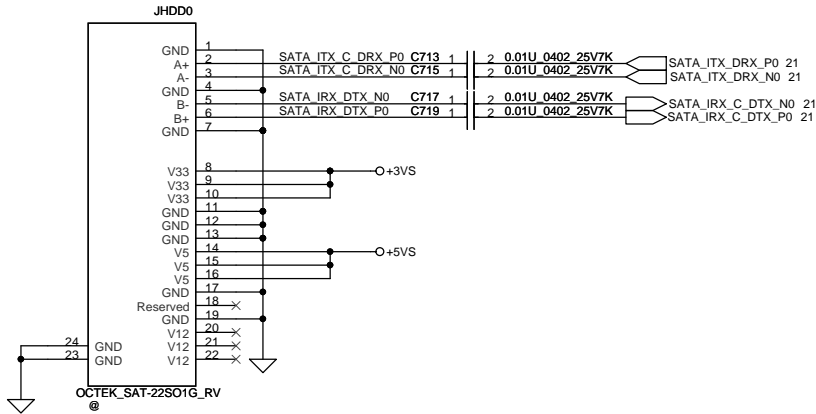 JHDD0
GND 1
A+ 2 SATA_ITX_C_DRX_P0 C713 1 2 0.01U_0402_25V7K SATA_ITX_DRX_P0 21
A- 3 SATA_ITX_C_DRX_N0 C715 1 2 0.01U_0402_25V7K SATA_ITX_DRX_N0 21
GND 4
B- 5 SATA_IRX_DTX_N0 C717 1 2 0.01U_0402_25V7K SATA_IRX_C_DTX_N0 21
B+ 6 SATA_IRX_DTX_P0 C719 1 2 0.01U_0402_25V7K SATA_IRX_C_DTX_P0 21
GND 7
V33 8 +3VS
V33 9
V33 10
GND 11
GND 12
GND 13
V5 14 +5VS
V5 15
V5 16
GND 17
Reserved 18
GND 19
V12 20
24 GND V12 21
23 GND V12 22
OCTEK_SAT-22SO1G_RV
@